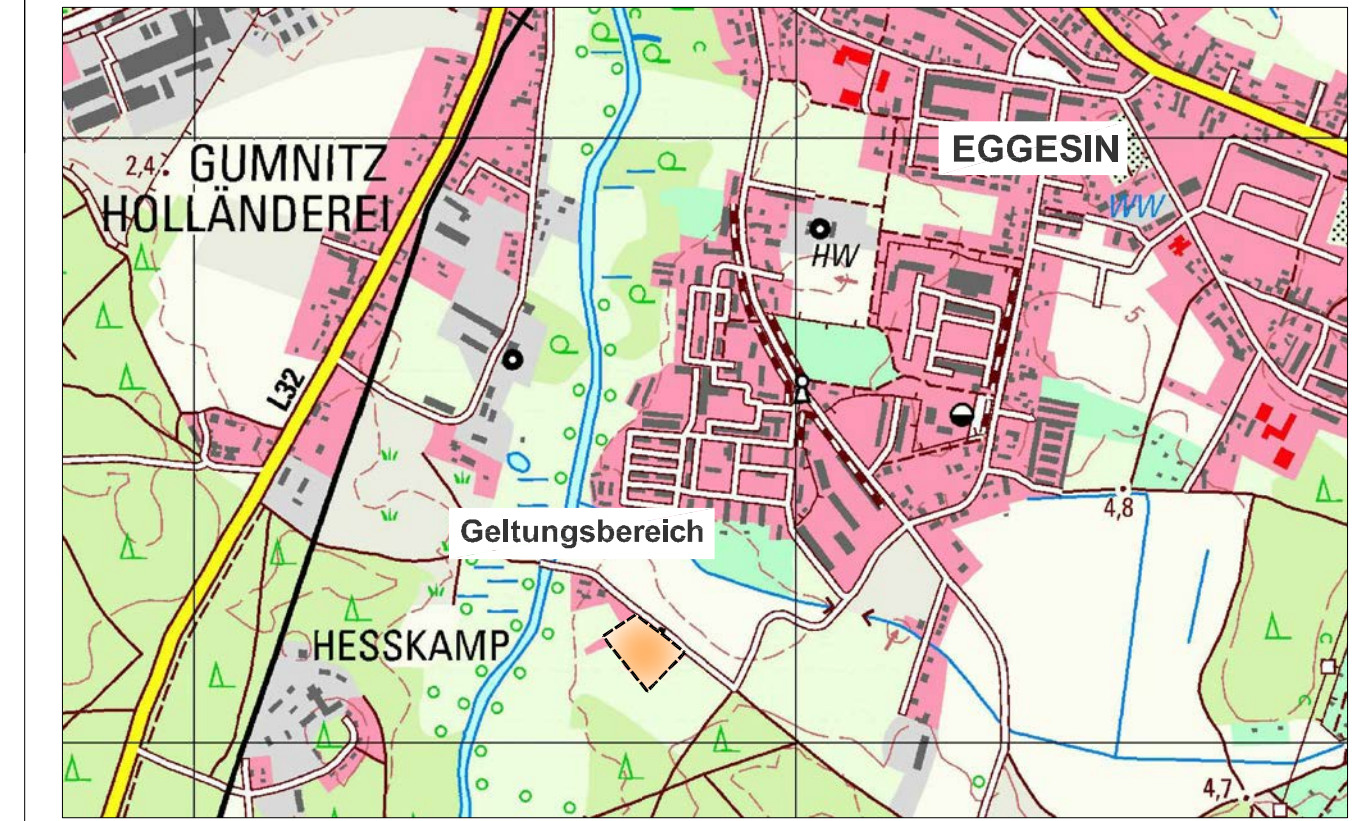 EGGESIN
2,4
GUMNITZ
HOLLÄNDEREI
WW
HW
5
L32
4,8
Geltungsbereich
HESSKAMP
4,7